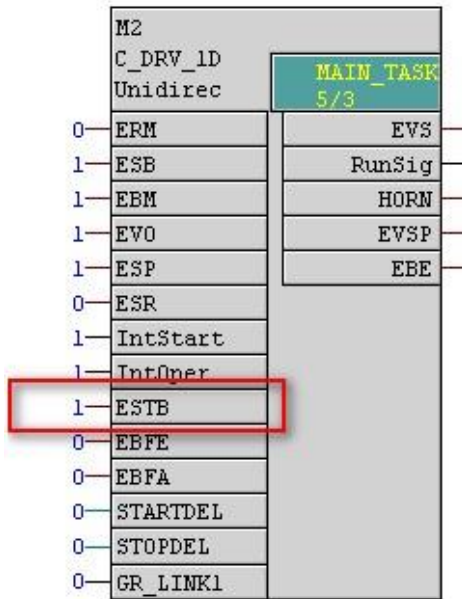 M2
C_DRV_1D
Unidirec
MAIN_TASK
5/3
0 ERM EVS
1 ESB RunSig
1 EBM HORN
1 EVO EVSP
1 ESP EBE
0 ESR
1 IntStart
1 IntOper
1 ESTB
0 EBFE
0 EBFA
0 STARTDEL
0 STOPDEL
0 GR_LINK1